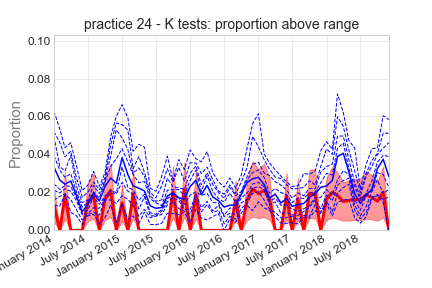 practice 24 - K tests: proportion above range
0.10
0.08
0.06
0.04
0.02
0.00
Proportion
nuary 2014
July 2014
January 2015
July 2015
January 2016
July 2016
January 2017
July 2017
January 2018
July 2018